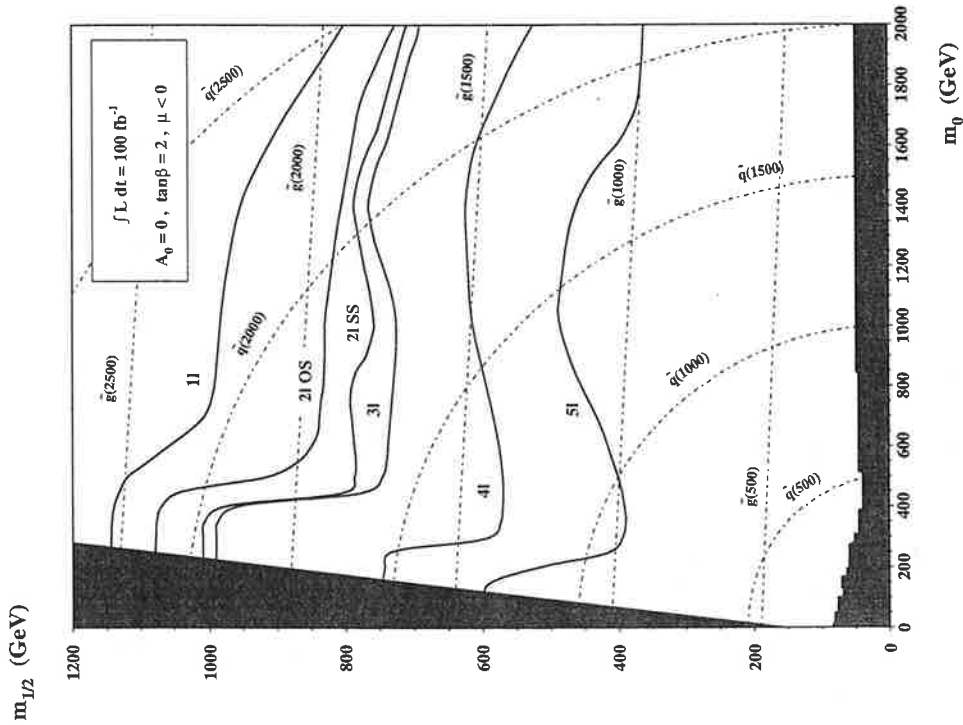 m1/2 (GeV)
∫L dt = 100 fb-1
A0 = 0 , tanβ = 2 , μ < 0
g̃(2500)
q̃(2500)
1l
q̃(2000)
2l OS
g̃(2000)
2l SS
3l
g̃(1500)
4l
q̃(1500)
5l
g̃(1000)
q̃(1000)
g̃(500)
q̃(500)
1200
1000
800
600
400
200
0
0
200
400
600
800
1000
1200
1400
1600
1800
2000
m0 (GeV)